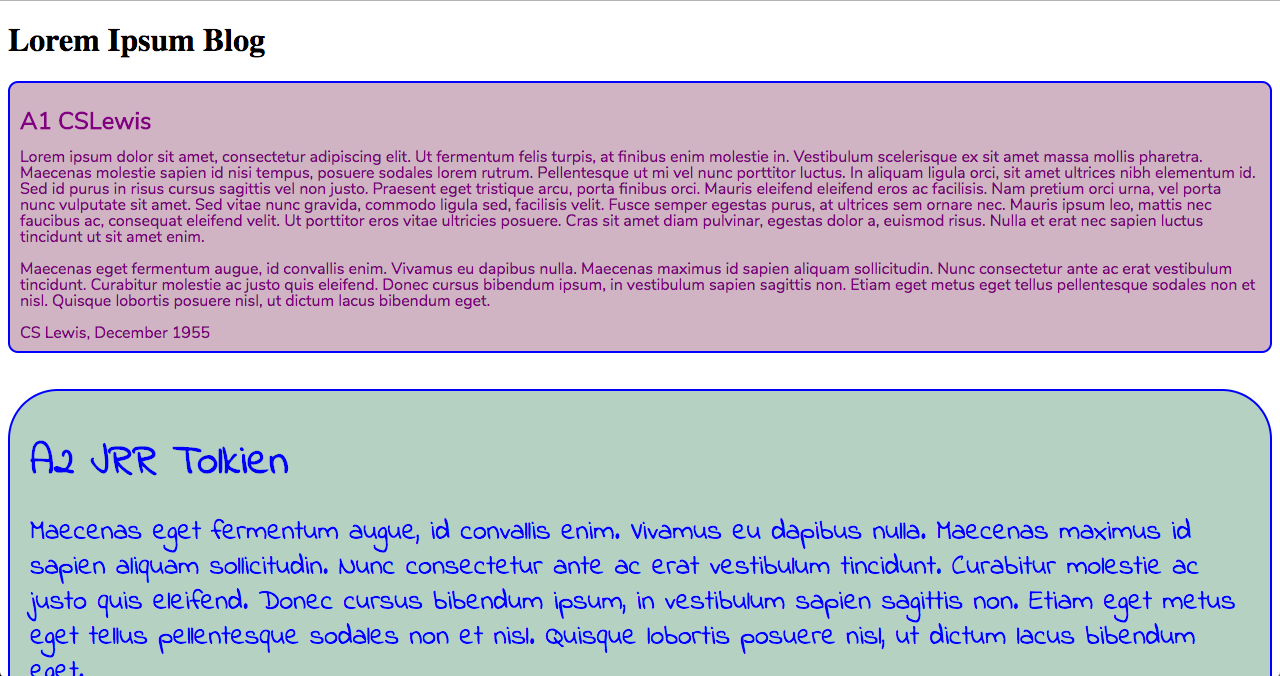 Lorem Ipsum Blog
A1 CSLewis
Lorem ipsum dolor sit amet, consectetur adipiscing elit. Ut fermentum felis turpis, at finibus enim molestie in. Vestibulum scelerisque ex sit amet massa mollis pharetra.
Maecenas molestie sapien id nisi tempus, posuere sodales lorem rutrum. Pellentesque ut mi vel nunc porttitor luctus. In aliquam ligula orci, sit amet ultrices nibh elementum id.
Sed id purus in risus cursus sagittis vel non justo. Praesent eget tristique arcu, porta finibus orci. Mauris eleifend eleifend eros ac facilisis. Nam pretium orci urna, vel porta
nunc vulputate sit amet. Sed vitae nunc gravida, commodo ligula sed, facilisis velit. Fusce semper egestas purus, at ultrices sem ornare nec. Mauris ipsum leo, mattis nec
faucibus ac, consequat eleifend velit. Ut porttitor eros vitae ultricies posuere. Cras sit amet diam pulvinar, egestas dolor a, euismod risus. Nulla et erat nec sapien luctus
tincidunt ut sit amet enim.
Maecenas eget fermentum augue, id convallis enim. Vivamus eu dapibus nulla. Maecenas maximus id sapien aliquam sollicitudin. Nunc consectetur ante ac erat vestibulum
tincidunt. Curabitur molestie ac justo quis eleifend. Donec cursus bibendum ipsum, in vestibulum sapien sagittis non. Etiam eget metus eget tellus pellentesque sodales non et
nisl. Quisque lobortis posuere nisl, ut dictum lacus bibendum eget.
CS Lewis, December 1955
A2 JRR Tolkien
Maecenas eget fermentum augue, id convallis enim. Vivamus eu dapibus nulla. Maecenas maximus id
sapien aliquam sollicitudin. Nunc consectetur ante ac erat vestibulum tincidunt. Curabitur molestie ac
justo quis eleifend. Donec cursus bibendum ipsum, in vestibulum sapien sagittis non. Etiam eget metus
eget tellus pellentesque sodales non et nisl. Quisque lobortis posuere nisl, ut dictum lacus bibendum
eget.